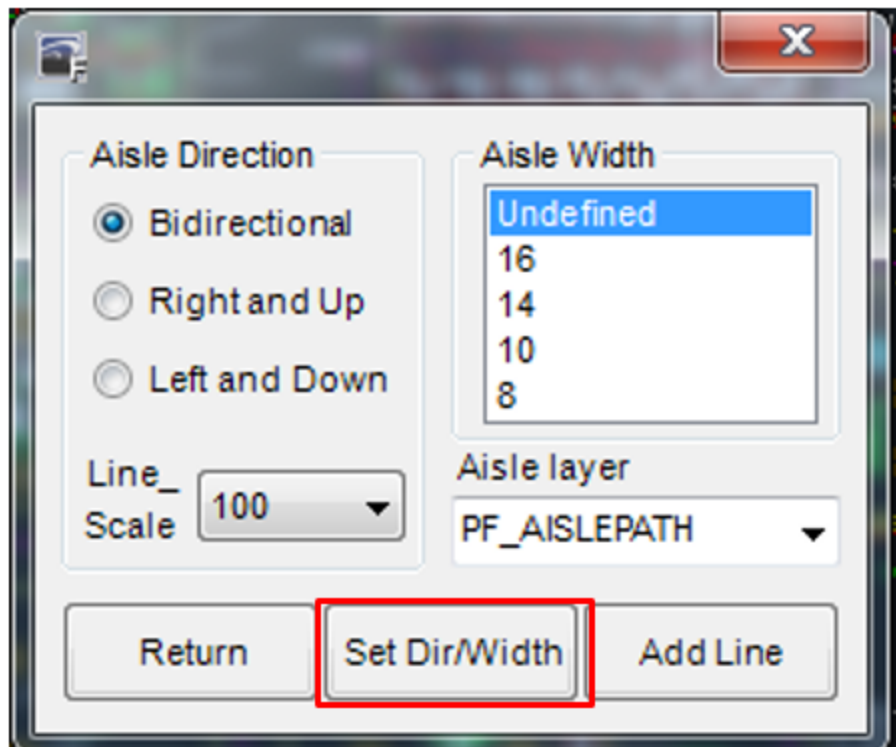 Aisle Direction
Bidirectional
Right and Up
Left and Down
Line_
Scale
100
Aisle Width
Undefined
16
14
10
8
Aisle layer
PF_AISLEPATH
Return
Set Dir/Width
Add Line